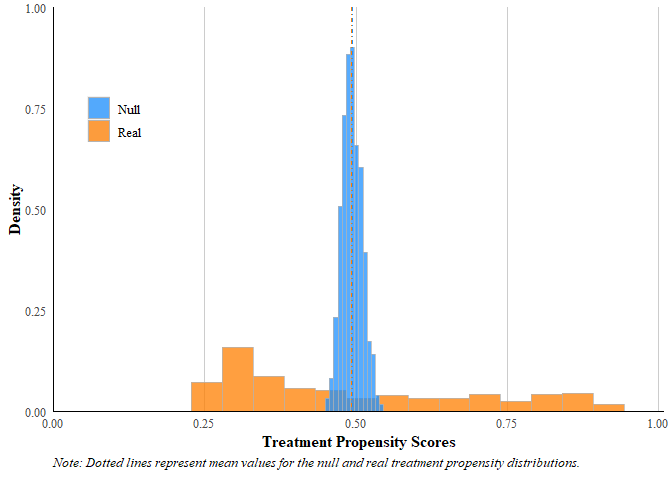 1.00
0.75
0.50
0.25
0.00
Density
Null
Real
0.00 0.25 0.50 0.75 1.00
Treatment Propensity Scores
Note: Dotted lines represent mean values for the null and real treatment propensity distributions.